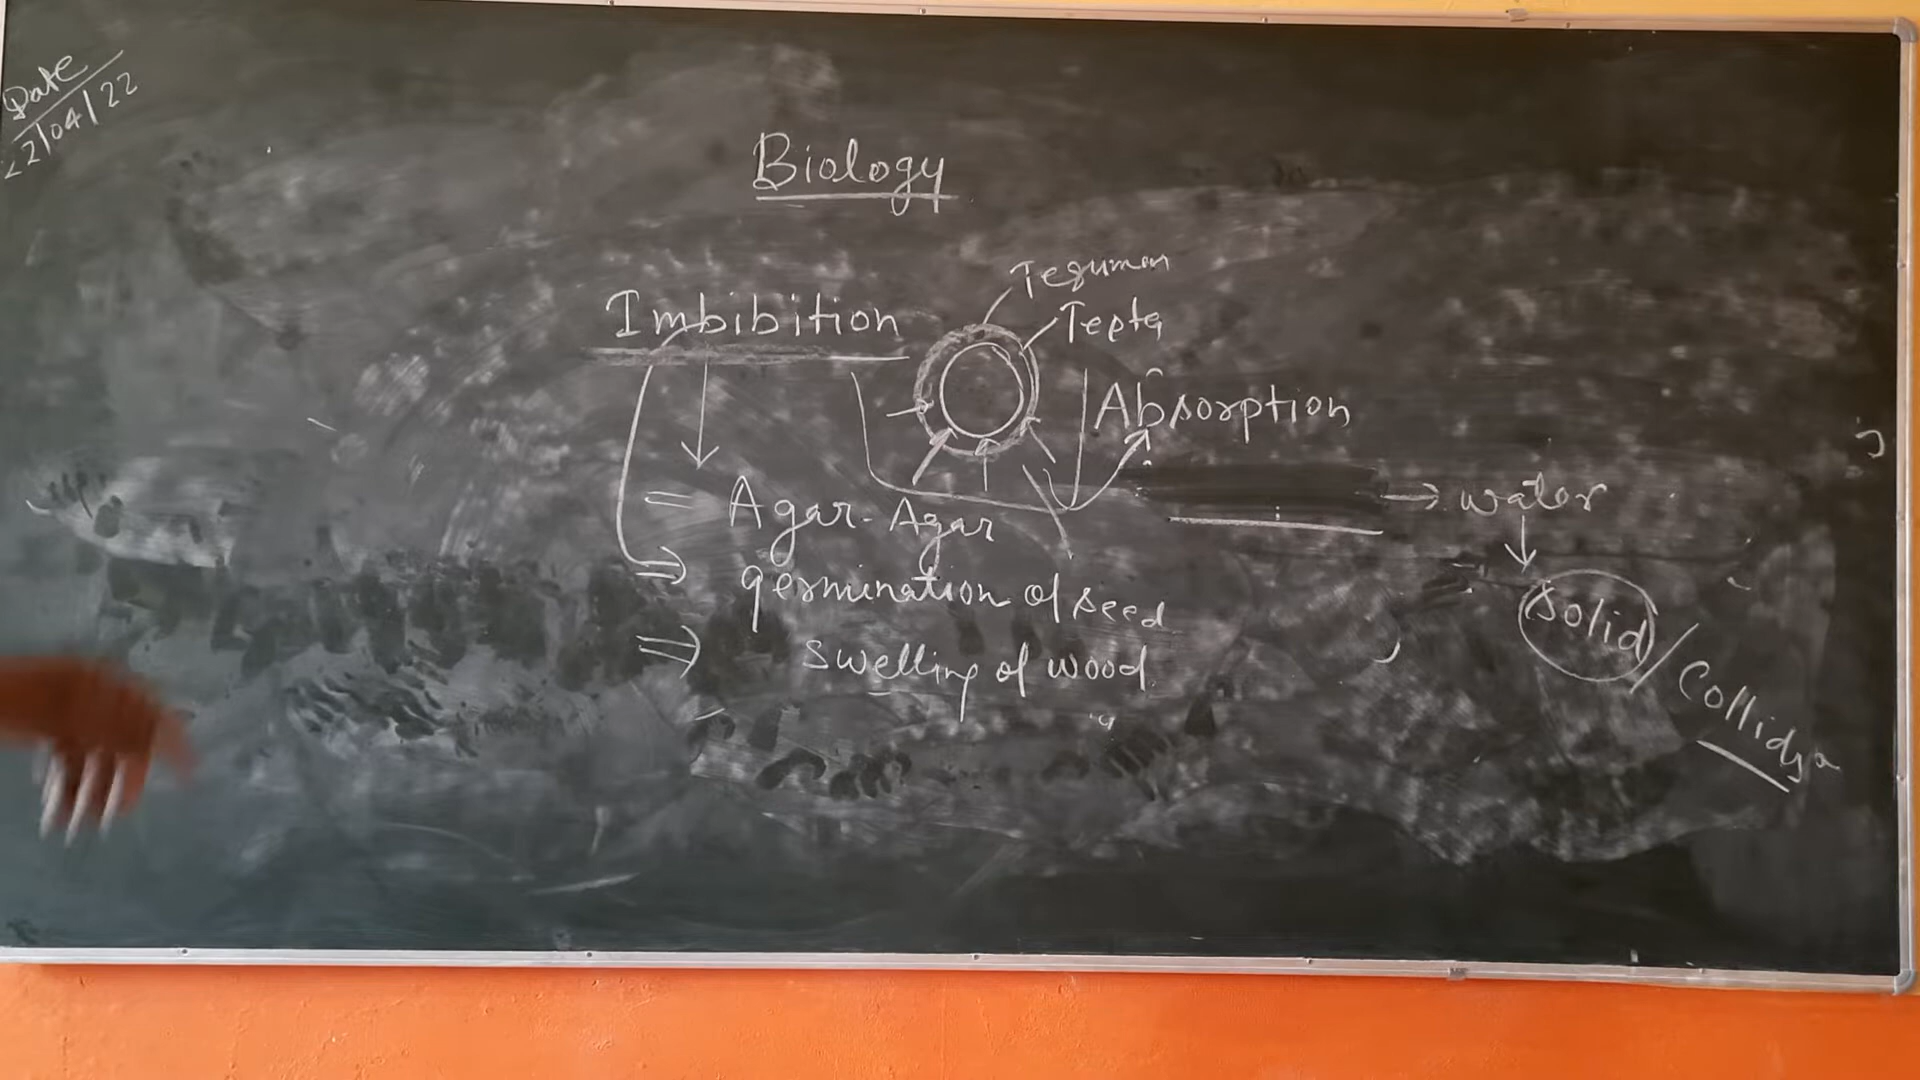 Date
22/04/22
Biology
Tegumen
Imbibition
Testa
Absorption
= Agar-Agar
→ water
⇒ germination of seed
solid / Collids
⇒ swelling of wood